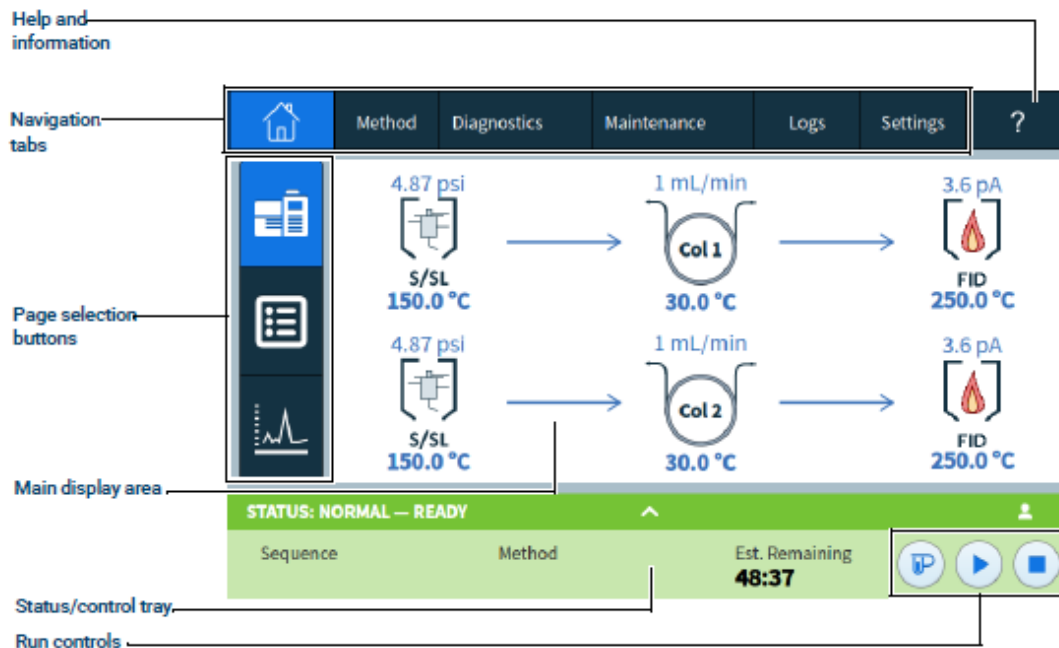 Help and
information
Navigation
tabs
Method Diagnostics Maintenance Logs Settings ?
4.87 psi 1 mL/min 3.6 pA
Col 1
S/SL FID
150.0 °C 30.0 °C 250.0 °C
Page selection
buttons
4.87 psi 1 mL/min 3.6 pA
Col 2
S/SL FID
150.0 °C 30.0 °C 250.0 °C
Main display area
STATUS: NORMAL — READY
Sequence Method Est. Remaining
48:37
Status/control tray
Run controls